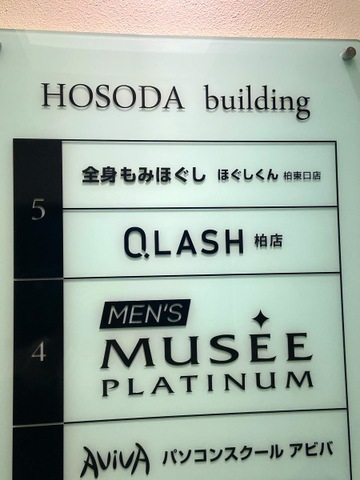 HOSODA building
5
全身もみほぐし ほぐしくん 柏東口店
QLASH 柏店
4
MEN'S
MUSÉE
PLATINUM
AVIVA パソコンスクール アビバ